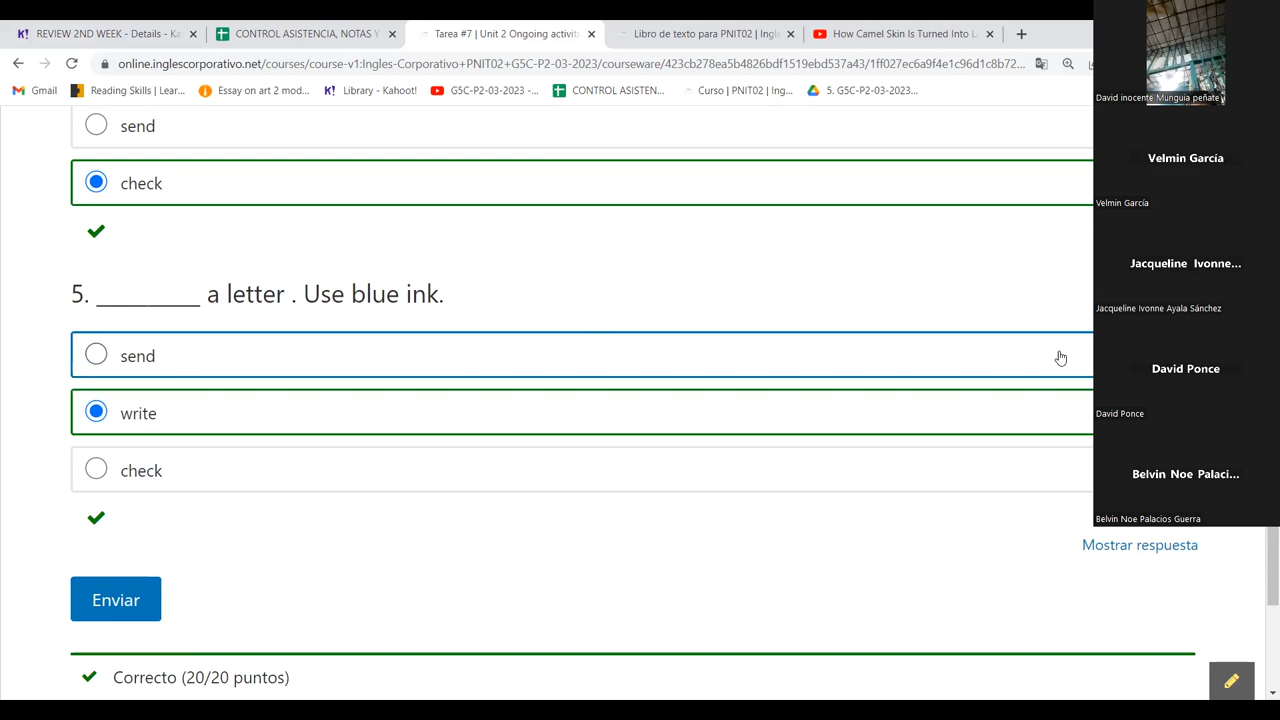 REVIEW 2ND WEEK - Details - Ka
CONTROL ASISTENCIA, NOTAS Y
Tarea #7 | Unit 2 Ongoing activit
Libro de texto para PNIT02 | Ingl
How Camel Skin Is Turned Into L
online.inglescorporativo.net/courses/course-v1:Ingles-Corporativo+PNIT02+G5C-P2-03-2023/courseware/423cb278ea5b4826bdf1519ebd537a43/1ff027ec6a9f4e1c96d1c8b72...
Gmail
Reading Skills | Lear...
Essay on art 2 mod...
Library - Kahoot!
G5C-P2-03-2023 -...
CONTROL ASISTEN...
Curso | PNIT02 | Ing...
5. G5C-P2-03-2023...
David inocente Munguia peñate
send
Velmin García
check
Velmin García
Jacqueline Ivonne...
5. _________ a letter . Use blue ink.
Jacqueline Ivonne Ayala Sánchez
send
David Ponce
write
David Ponce
check
Belvin Noe Palaci...
Belvin Noe Palacios Guerra
Mostrar respuesta
Enviar
Correcto (20/20 puntos)